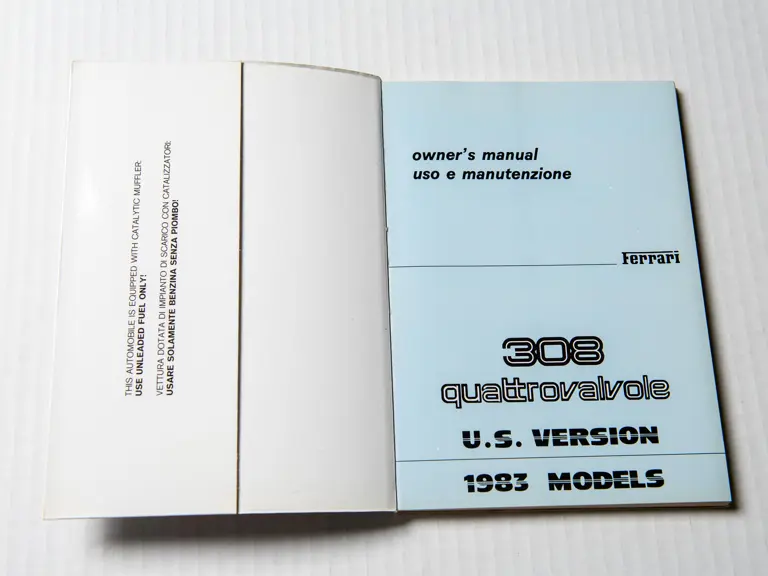 THIS AUTOMOBILE IS EQUIPPED WITH CATALYTIC MUFFLER:
USE UNLEADED FUEL ONLY!
VETTURA DOTATA DI IMPIANTO DI SCARICO CON CATALIZZATORI:
USARE SOLAMENTE BENZINA SENZA PIOMBO!
owner's manual
uso e manutenzione
Ferrari
308
quattrovalvole
U.S. VERSION
1983 MODELS